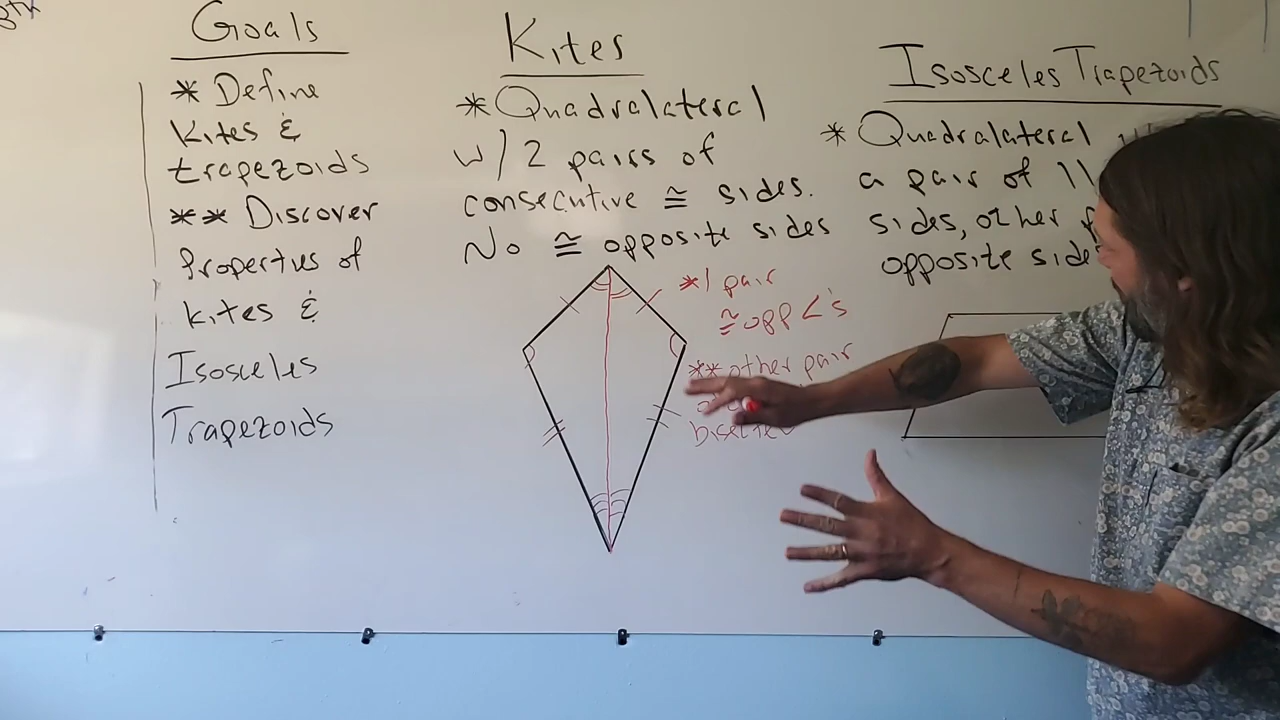 Goals
* Define
Kites &
trapezoids
** Discover
Properties of
kites &
Isosceles
Trapezoids
Kites
* Quadralateral
w/ 2 pairs of
consecutive ≅ sides.
No ≅ opposite sides
* 1 pair
≅ opp <'s
** other pair
Isosceles Trapezoids
* Quadralateral
a pair of ||
sides, other
opposite side